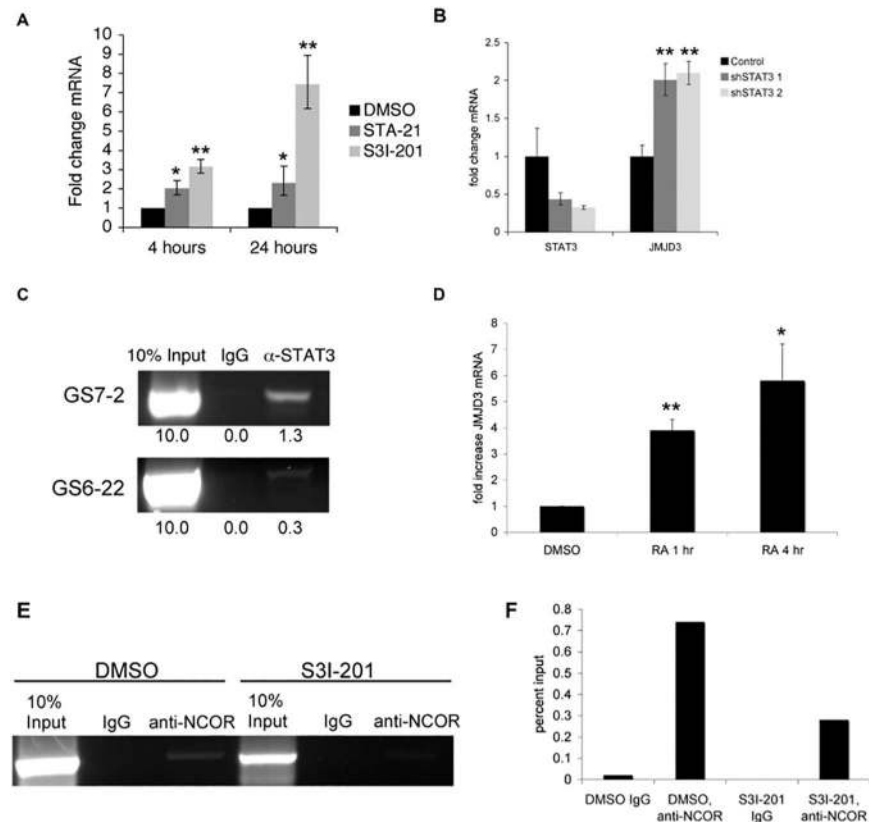 A
Fold change mRNA
10
9
8
7
6
5
4
3
2
1
0
* ** * **
4 hours 24 hours
DMSO
STA-21
S3I-201
B
fold change mRNA
2.5
2
1.5
1
0.5
0
** **
STAT3 JMJD3
Control
shSTAT3 1
shSTAT3 2
C
10% Input IgG α-STAT3
GS7-2
10.0 0.0 1.3
GS6-22
10.0 0.0 0.3
D
fold increase JMJD3 mRNA
8
7
6
5
4
3
2
1
0
** *
DMSO RA 1 hr RA 4 hr
E
DMSO S3I-201
10% Input IgG anti-NCOR 10% Input IgG anti-NCOR
F
percent input
0.8
0.7
0.6
0.5
0.4
0.3
0.2
0.1
0
DMSO IgG DMSO, anti-NCOR S3I-201 IgG S3I-201, anti-NCOR